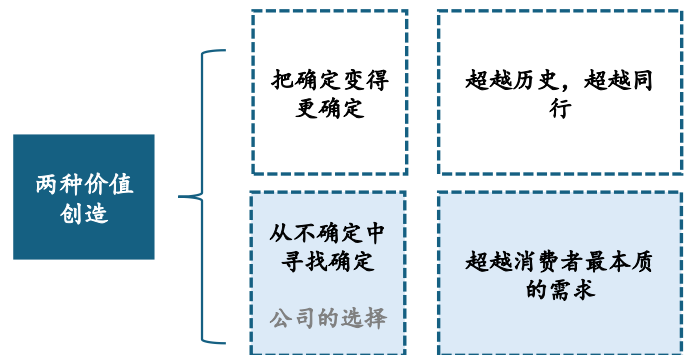 两种价值
创造
把确定变得
更确定
超越历史，超越同
行
从不确定中
寻找确定
公司的选择
超越消费者最本质
的需求